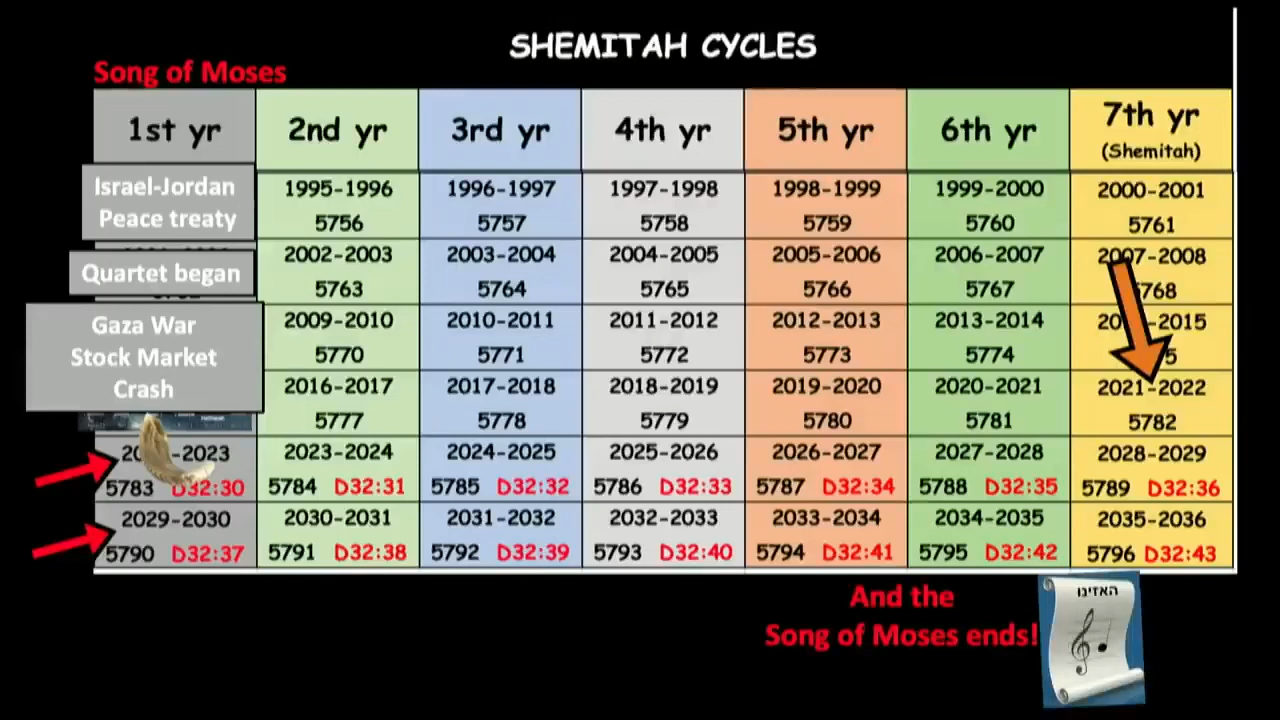 SHEMITAH CYCLES
Song of Moses
1st yr 2nd yr 3rd yr 4th yr 5th yr 6th yr 7th yr
(Shemitah)
Israel-Jordan 1995-1996 1996-1997 1997-1998 1998-1999 1999-2000 2000-2001
Peace treaty 5756 5757 5758 5759 5760 5761
2002-2003 2003-2004 2004-2005 2005-2006 2006-2007 2007-2008
Quartet began 5763 5764 5765 5766 5767
Gaza War 2009-2010 2010-2011 2011-2012 2012-2013 2013-2014
Stock Market 5770 5771 5772 5773 5774
Crash 2016-2017 2017-2018 2018-2019 2019-2020 2020-2021 2021-2022
5777 5778 5779 5780 5781 5782
2023-2024 2024-2025 2025-2026 2026-2027 2027-2028 2028-2029
5783 D32:30 5784 D32:31 5785 D32:32 5786 D32:33 5787 D32:34 5788 D32:35 5789 D32:36
2029-2030 2030-2031 2031-2032 2032-2033 2033-2034 2034-2035 2035-2036
5790 D32:37 5791 D32:38 5792 D32:39 5793 D32:40 5794 D32:41 5795 D32:42 5796 D32:43
And the
Song of Moses ends!
האזינו